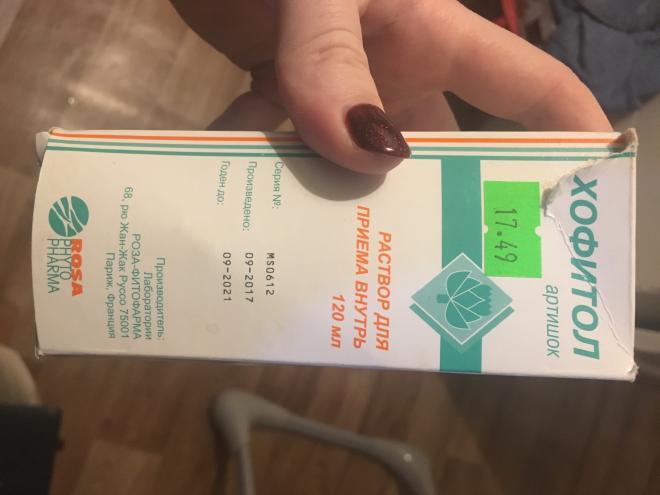 ХОФИТОЛ
артишок
17.49
РАСТВОР ДЛЯ
ПРИЕМА ВНУТРЬ
120 МЛ
Серия №: MS0612
Произведено: 09-2017
Годен до: 09-2021
Производитель:
Лаборатории
РОЗА-ФИТОФАРМА
68, рю Жан-Жак Руссо 75001
Париж, Франция
ROSA
PHYTO
PHARMA